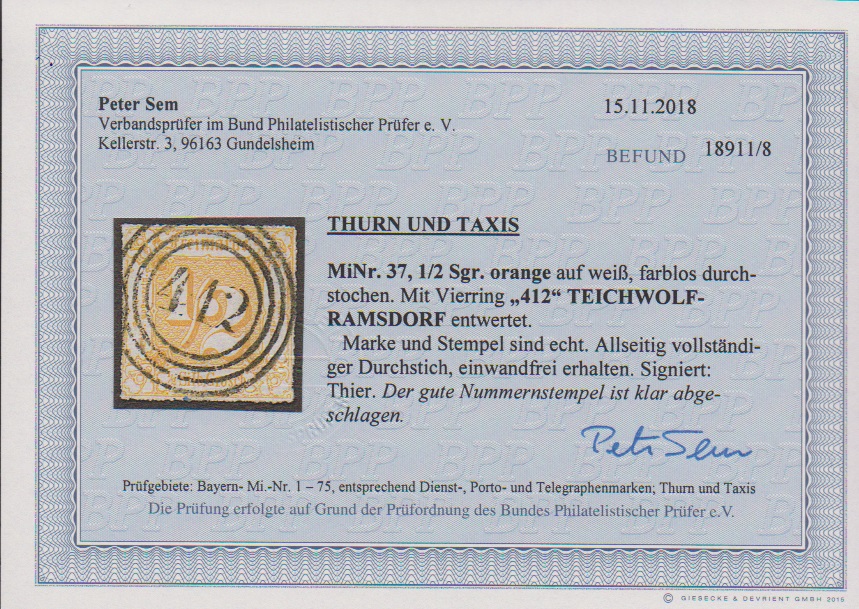 Peter Sem
Verbandsprüfer im Bund Philatelistischer Prüfer e. V.
Kellerstr. 3, 96163 Gundelsheim
15.11.2018
BEFUND 18911/8
412
1/2
THURN UND TAXIS
MiNr. 37, 1/2 Sgr. orange auf weiß, farblos durch-
stochen. Mit Vierring „412“ TEICHWOLF-
RAMSDORF entwertet.
Marke und Stempel sind echt. Allseitig vollständi-
ger Durchstich, einwandfrei erhalten. Signiert:
Thier. Der gute Nummernstempel ist klar abge-
schlagen.
Petr Sem
Prüfgebiete: Bayern- Mi.-Nr. 1 – 75, entsprechend Dienst-, Porto- und Telegraphenmarken; Thurn und Taxis
Die Prüfung erfolgte auf Grund der Prüfordnung des Bundes Philatelistischer Prüfer e.V.
© GIESECKE & DEVRIENT GMBH 2015